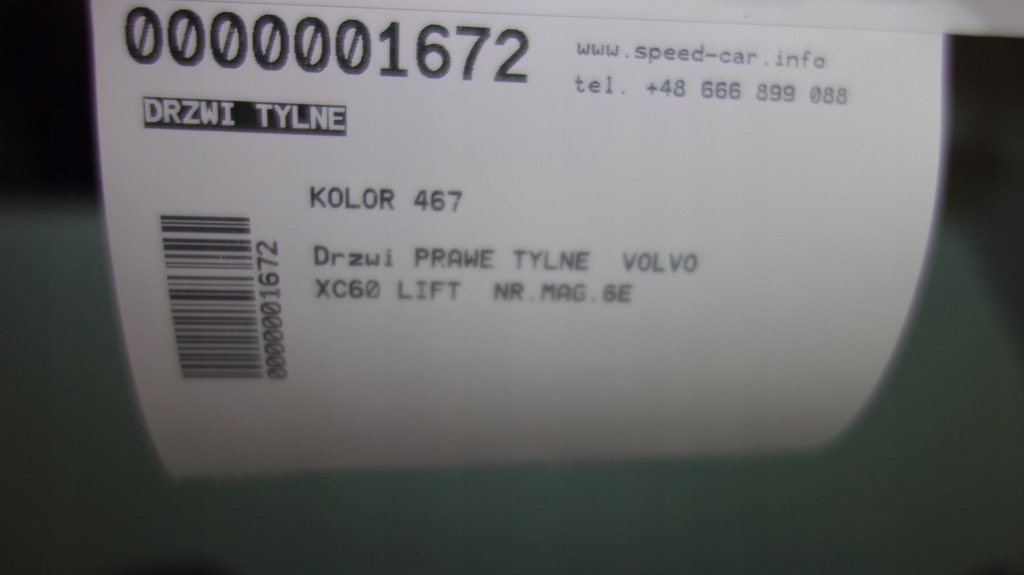 0000001672
www.speed-car.info
tel. +48 666 899 088
DRZWI TYLNE
KOLOR 467
Drzwi PRAWE TYLNE VOLVO
XC60 LIFT NR.MAG.6E
0000001672